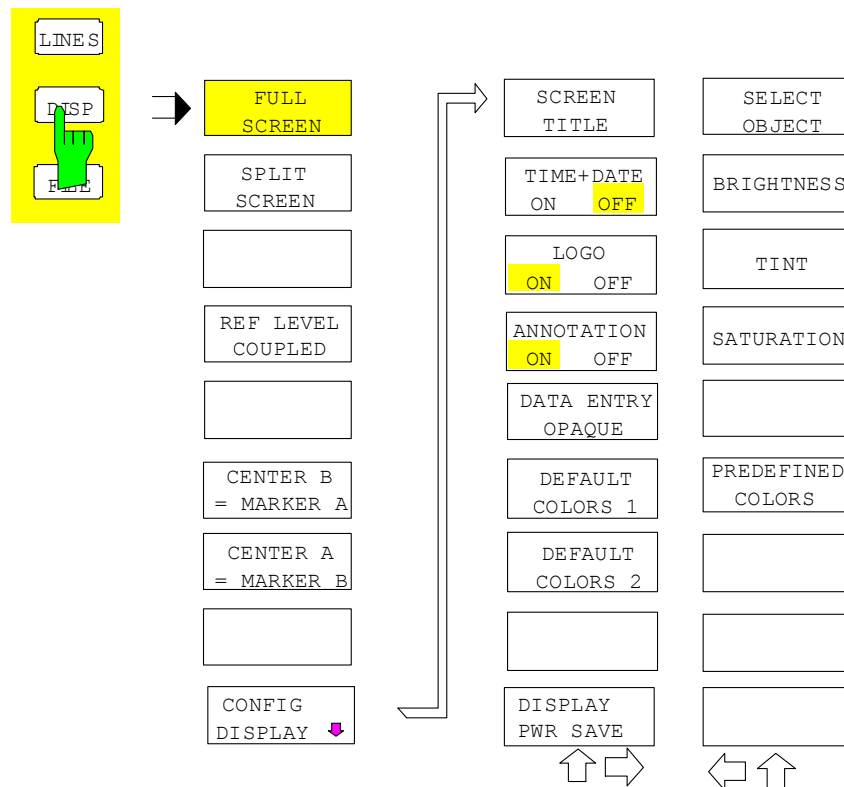 LINES
DISP
FILE
FULL
SCREEN
SPLIT
SCREEN
REF LEVEL
COUPLED
CENTER B
= MARKER A
CENTER A
= MARKER B
CONFIG
DISPLAY
SCREEN
TITLE
TIME+DATE
ON OFF
LOGO
ON OFF
ANNOTATION
ON OFF
DATA ENTRY
OPAQUE
DEFAULT
COLORS 1
DEFAULT
COLORS 2
DISPLAY
PWR SAVE
SELECT
OBJECT
BRIGHTNESS
TINT
SATURATION
PREDEFINED
COLORS